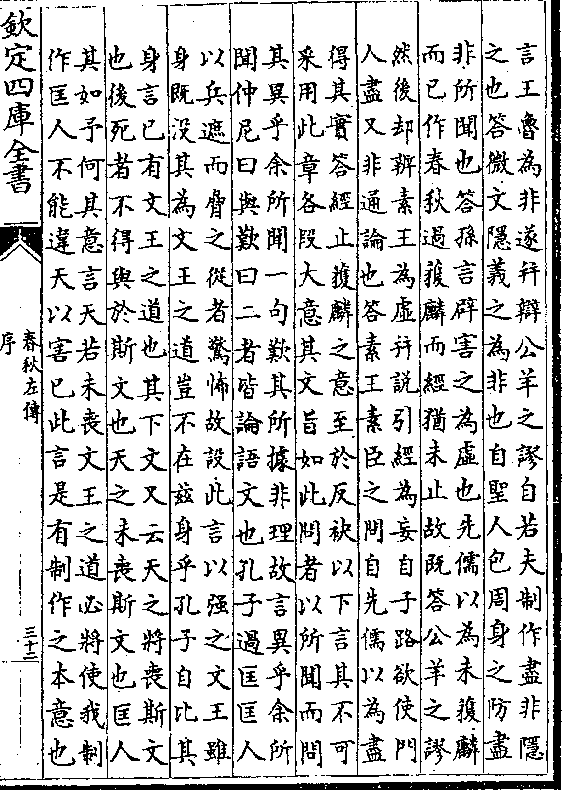 言王魯為非遂并辯公羊之謬自若夫制作盡非隱
之也答微文隱義之為非也自聖人包周身之防盡
非所聞也答孫言辟害之為虛也先儒以為未獲麟
而已作春秋過獲麟而經猶未止故既答公羊之謬
然後却辨素王為虛并說引經為妄自子路欲使門
人盡又非通論也答素王素臣之問自先儒以為盡
得其實答經止獲麟之意至於反袂以下言其不可
采用此章各段大意其文旨如此問者以所聞而問
其異乎余所聞一句歎其所據非理故言異乎余所
聞仲尼曰與歎曰二者皆論語文也孔子過匡匡人
以兵遮而脅之從者驚怖故設此言以强之文王雖
身既没其為文王之道豈不在兹身乎孔子自比其
身言己有文王之道也其下文又云天之將喪斯文
也後死者不得與於斯文也天之未喪斯文也匡人
其如予何其意言天若未喪文王之道必將使我制
作匡人不能違天以害己此言是有制作之本意也
欽定四庫全書
春秋左傳
序
三十二